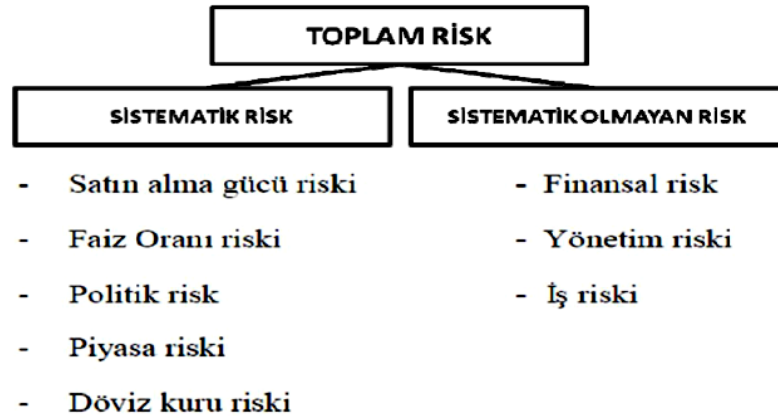 TOPLAM RİSK
SİSTEMATİK RİSK
SİSTEMATİK OLMAYAN RİSK
- Satın alma gücü riski
- Faiz Oranı riski
- Politik risk
- Piyasa riski
- Döviz kuru riski
- Finansal risk
- Yönetim riski
- İş riski